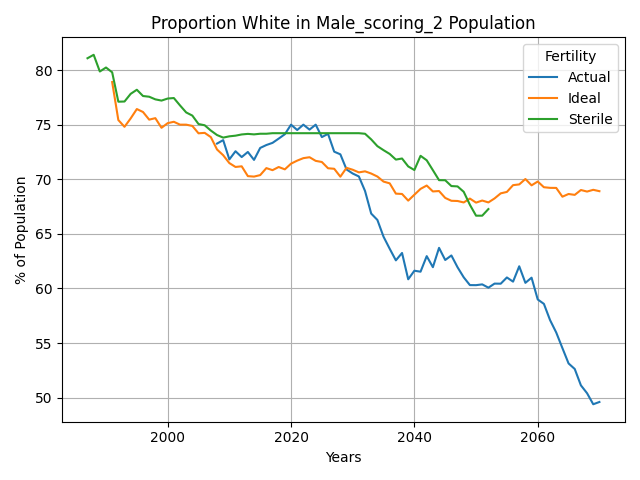 Proportion White in Male_scoring_2 Population
Fertility
Actual
Ideal
Sterile
% of Population
80
75
70
65
60
55
50
2000
2020
2040
2060
Years